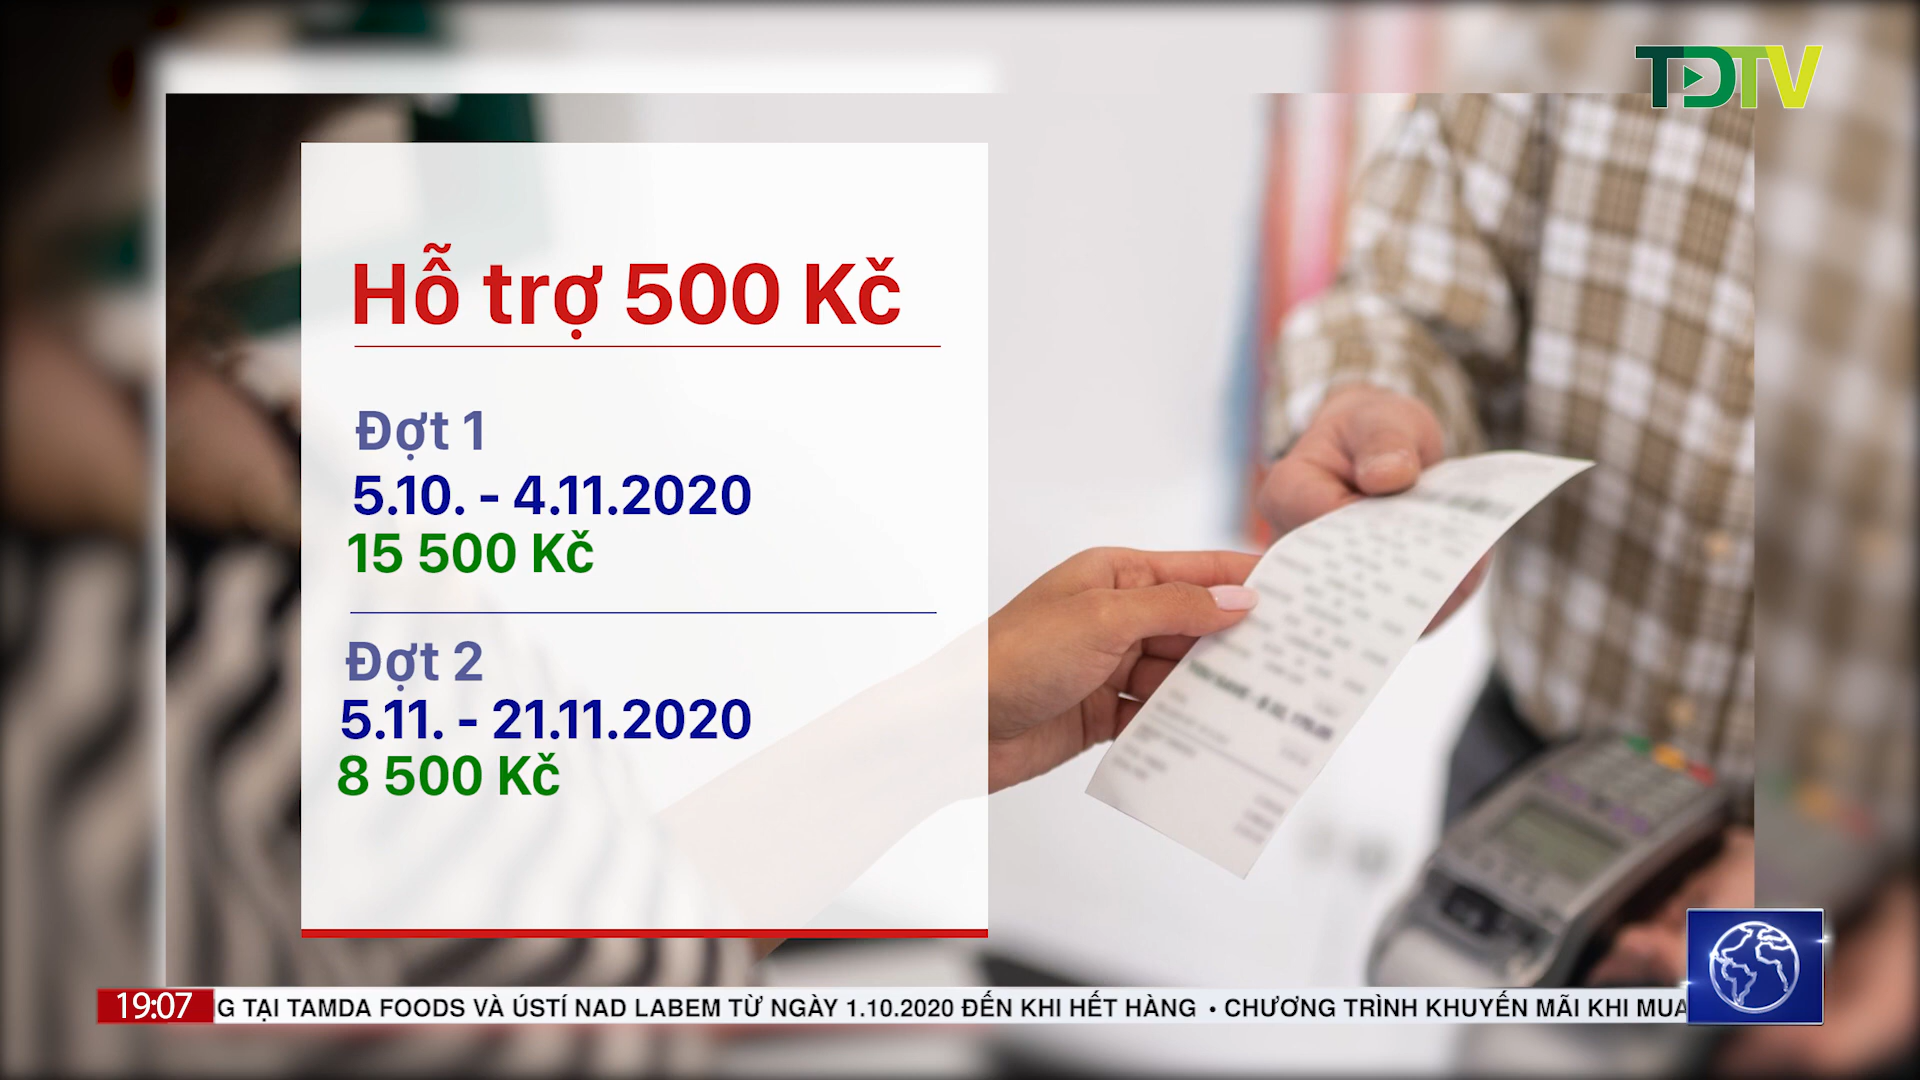 TDTV
Hỗ trợ 500 Kč
Đợt 1
5.10. - 4.11.2020
15 500 Kč
Đợt 2
5.11. - 21.11.2020
8 500 Kč
19:07
G TẠI TAMDA FOODS VÀ ÚSTÍ NAD LABEM TỪ NGÀY 1.10.2020 ĐẾN KHI HẾT HÀNG • CHƯƠNG TRÌNH KHUYẾN MÃI KHI MUA